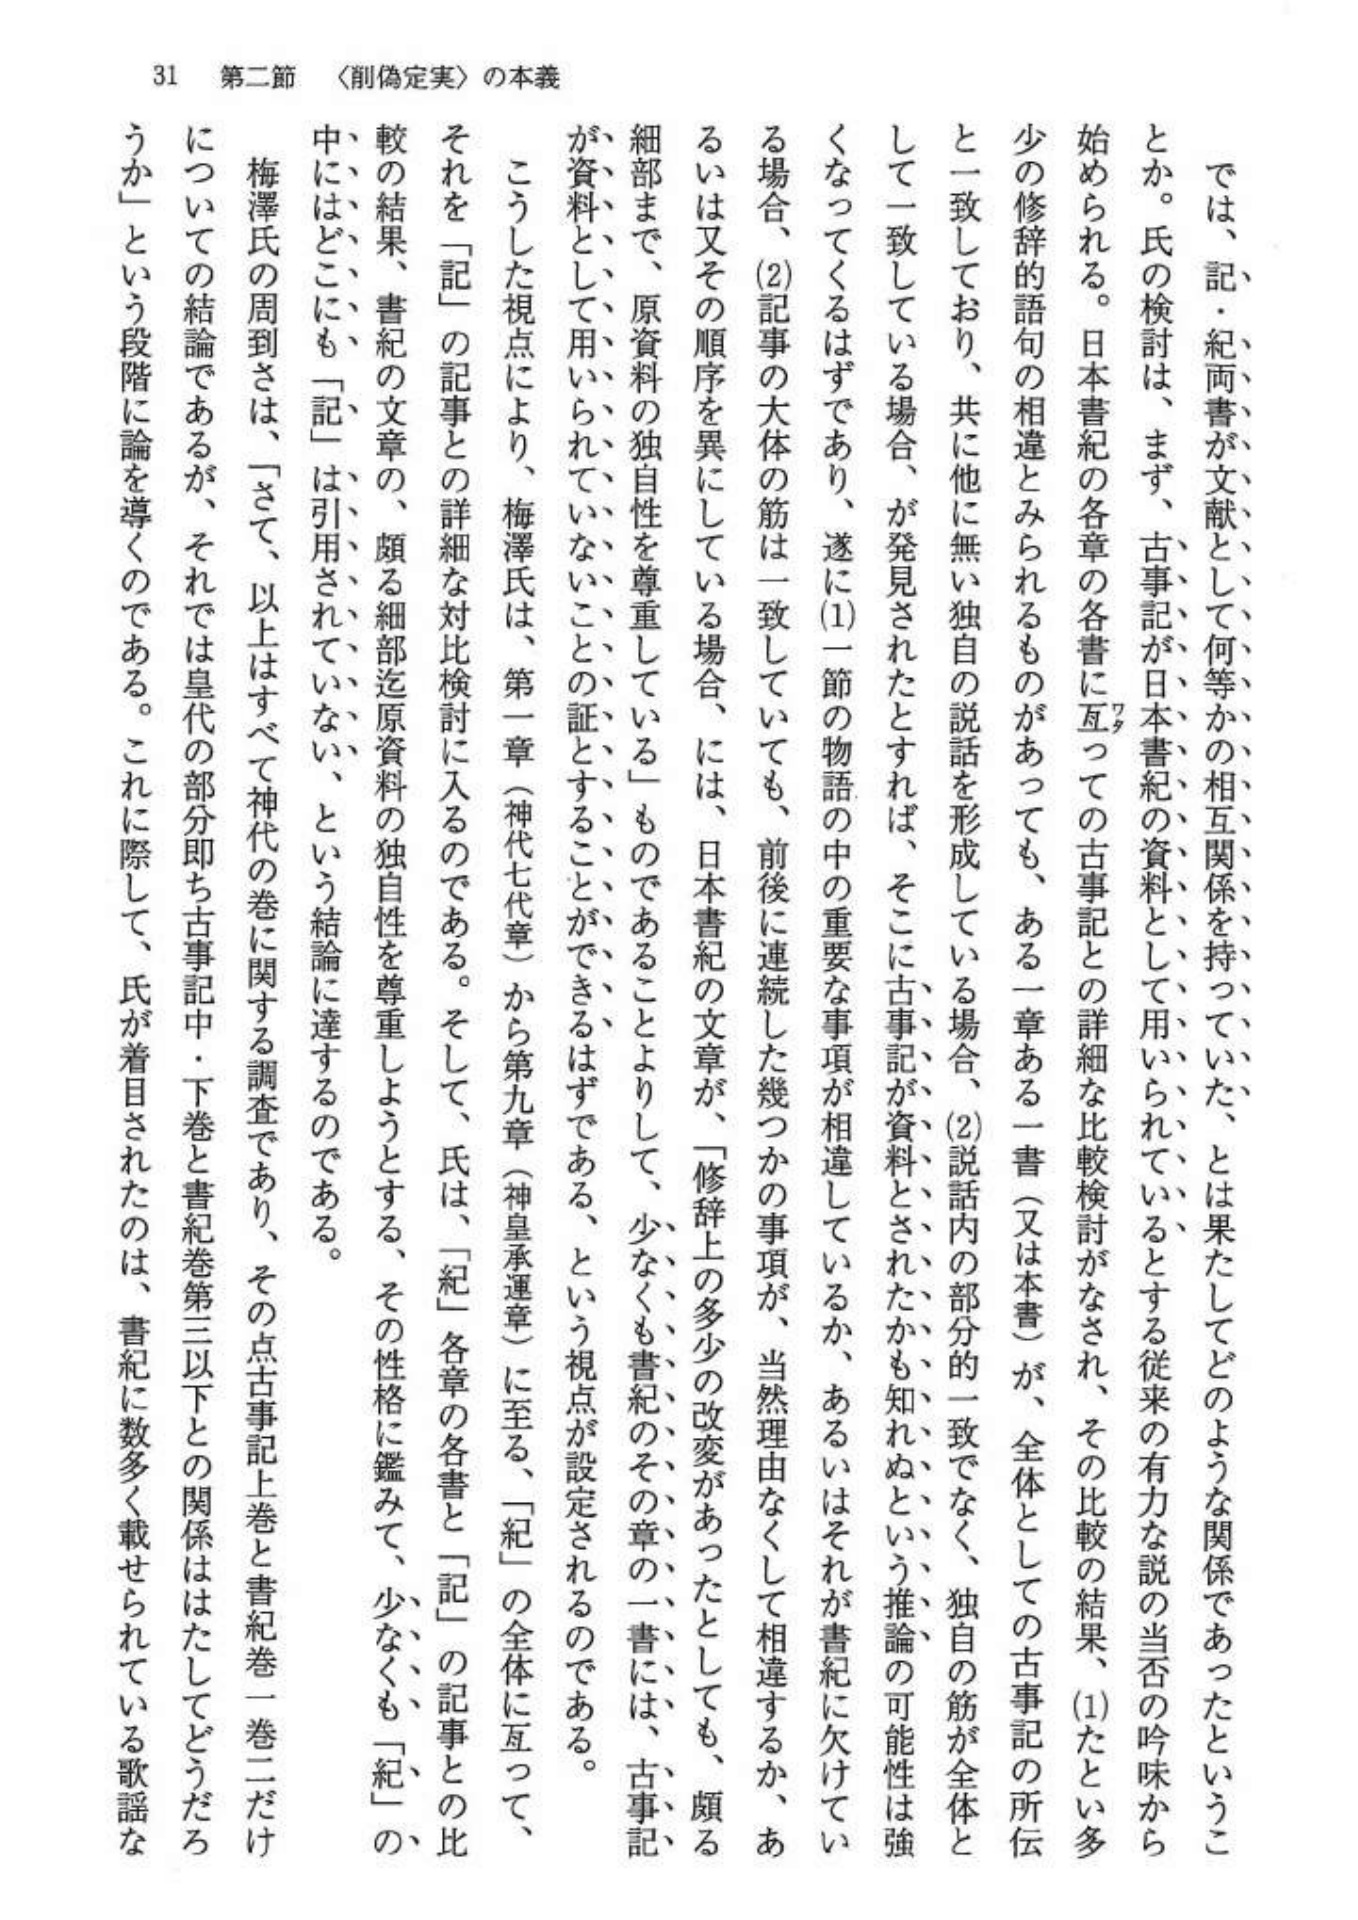 31　第二節　〈削偽定実〉の本義
　では、記・紀両書が文献として何等かの相互関係を持っていた、とは果たしてどのような関係であったというこ
とか。氏の検討は、まず、古事記が日本書紀の資料として用いられているとする従来の有力な説の当否の吟味から
始められる。日本書紀の各章の各書に亙ワタっての古事記との詳細な比較検討がなされ、その比較の結果、(1)たとい多
少の修辞的語句の相違とみられるものがあっても、ある一章ある一書（又は本書）が、全体としての古事記の所伝
と一致しており、共に他に無い独自の説話を形成している場合、(2)説話内の部分的一致でなく、独自の筋が全体と
して一致している場合、が発見されたとすれば、そこに古事記が資料とされたかも知れぬという推論の可能性は強
くなってくるはずであり、遂に(1)一節の物語の中の重要な事項が相違しているか、あるいはそれが書紀に欠けてい
る場合、(2)記事の大体の筋は一致していても、前後に連続した幾つかの事項が、当然理由なくして相違するか、あ
るいは又その順序を異にしている場合、には、日本書紀の文章が、「修辞上の多少の改変があったとしても、頗る
細部まで、原資料の独自性を尊重している」ものであることよりして、少なくも書紀のその章の一書には、古事記
が資料として用いられていないことの証とすることができるはずである、という視点が設定されるのである。
　こうした視点により、梅澤氏は、第一章（神代七代章）から第九章（神皇承運章）に至る、「紀」の全体に亙って、
それを「記」の記事との詳細な対比検討に入るのである。そして、氏は、「紀」各章の各書と「記」の記事との比
較の結果、書紀の文章の、頗る細部迄原資料の独自性を尊重しようとする、その性格に鑑みて、少なくも「紀」の
中にはどこにも「記」は引用されていない、という結論に達するのである。
　梅澤氏の周到さは、「さて、以上はすべて神代の巻に関する調査であり、その点古事記上巻と書紀巻一巻二だけ
についての結論であるが、それでは皇代の部分即ち古事記中・下巻と書紀巻第三以下との関係ははたしてどうだろ
うか」という段階に論を導くのである。これに際して、氏が着目されたのは、書紀に数多く載せられている歌謡な